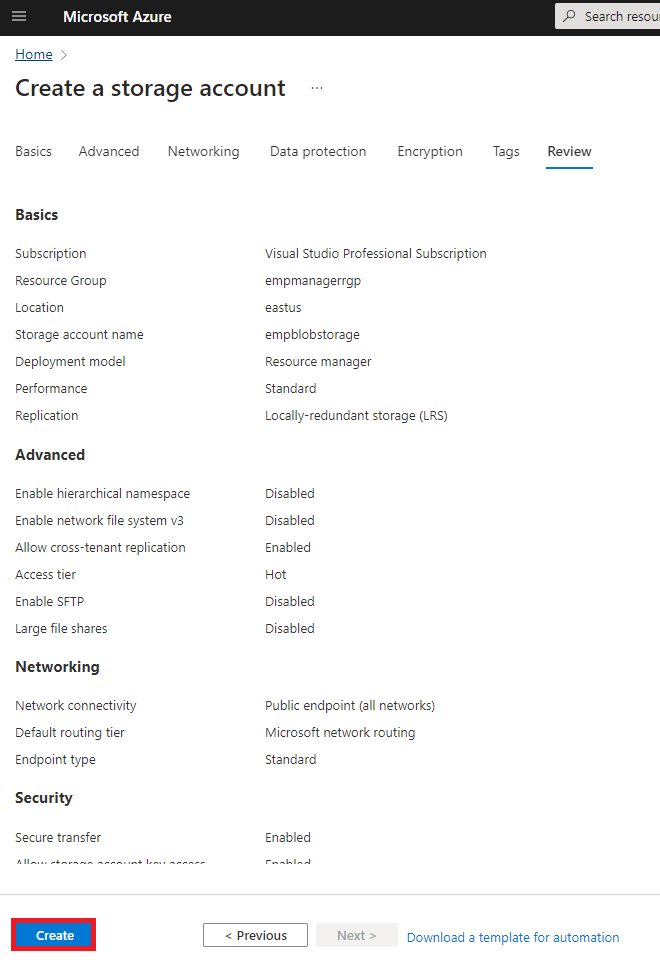 Microsoft Azure
Search resou
Home >
Create a storage account ...
Basics Advanced Networking Data protection Encryption Tags Review
Basics
Subscription Visual Studio Professional Subscription
Resource Group empmanagerrgp
Location eastus
Storage account name empblobstorage
Deployment model Resource manager
Performance Standard
Replication Locally-redundant storage (LRS)
Advanced
Enable hierarchical namespace Disabled
Enable network file system v3 Disabled
Allow cross-tenant replication Enabled
Access tier Hot
Enable SFTP Disabled
Large file shares Disabled
Networking
Network connectivity Public endpoint (all networks)
Default routing tier Microsoft network routing
Endpoint type Standard
Security
Secure transfer Enabled
Allow storage account key access Enabled
Create < Previous Next > Download a template for automation